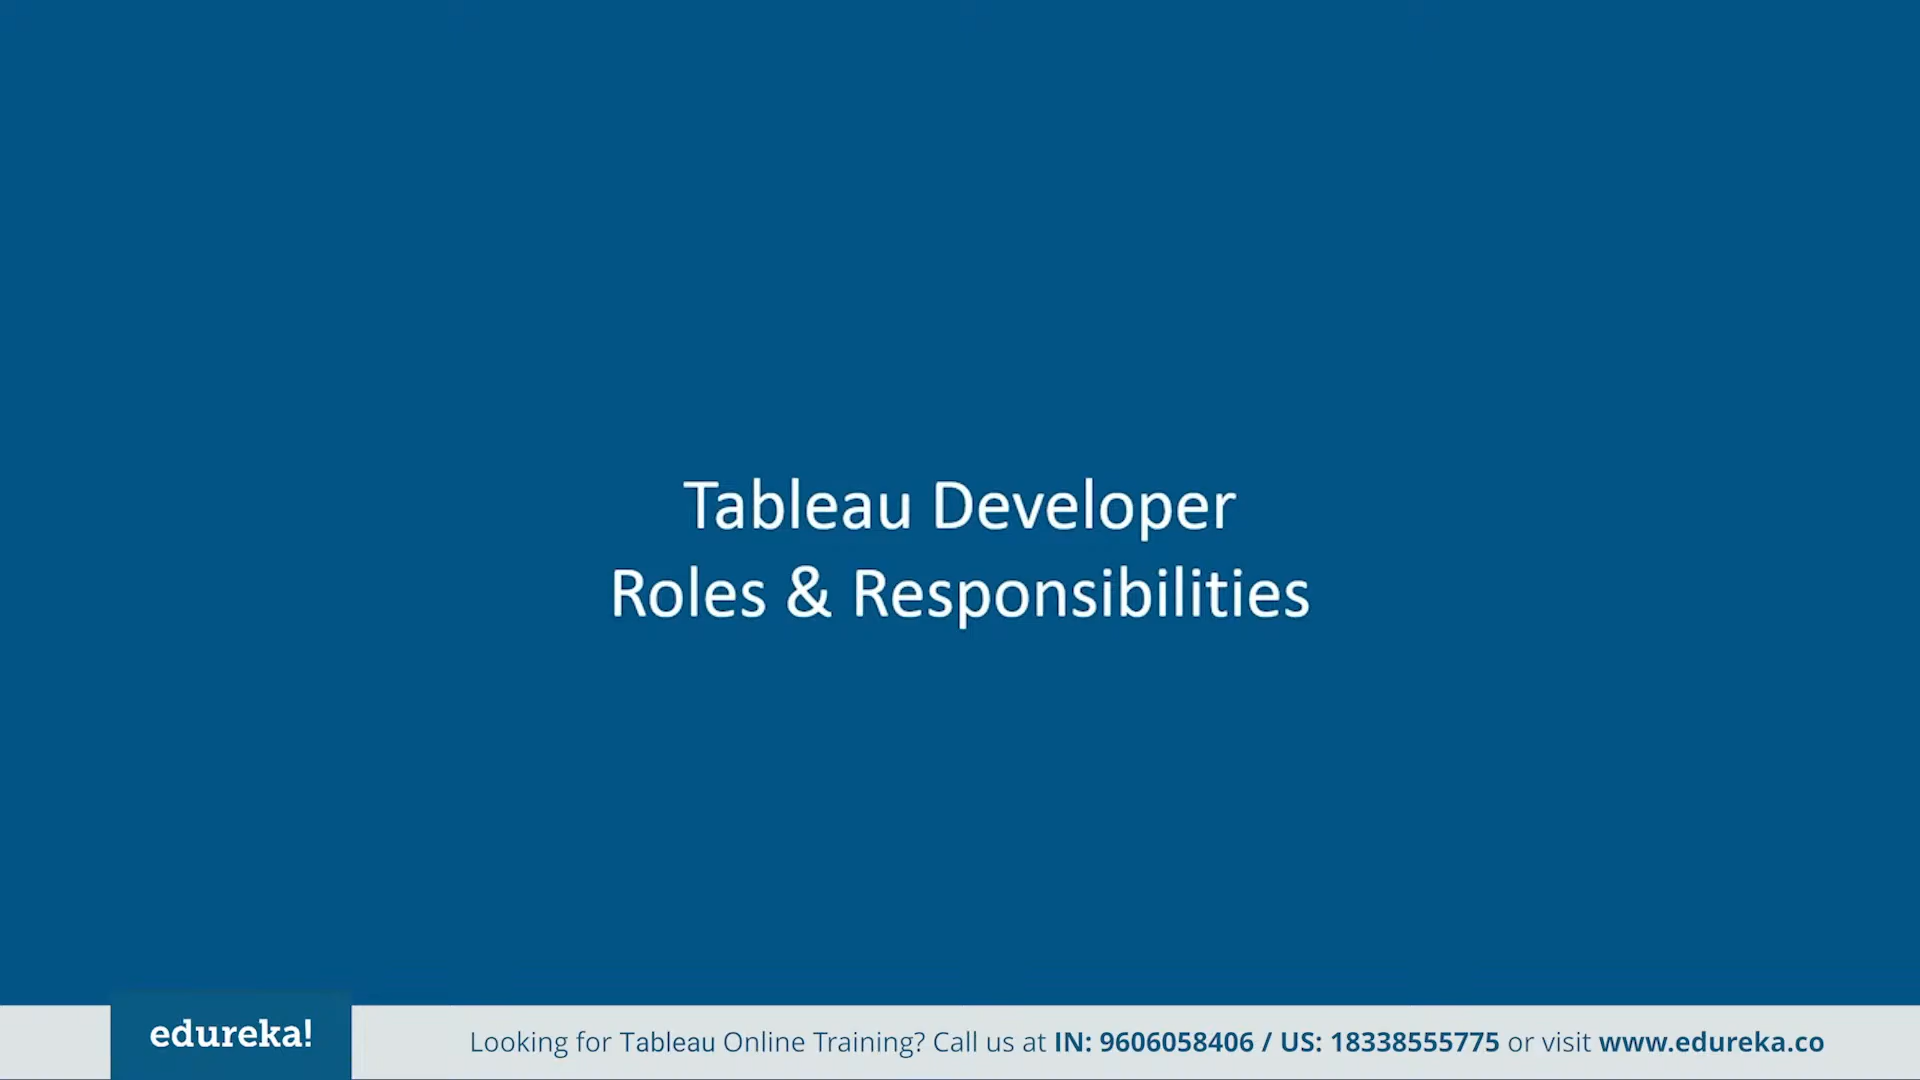 Tableau Developer
Roles & Responsibilities
edureka!
Looking for Tableau Online Training? Call us at IN: 9606058406 / US: 18338555775 or visit www.edureka.co